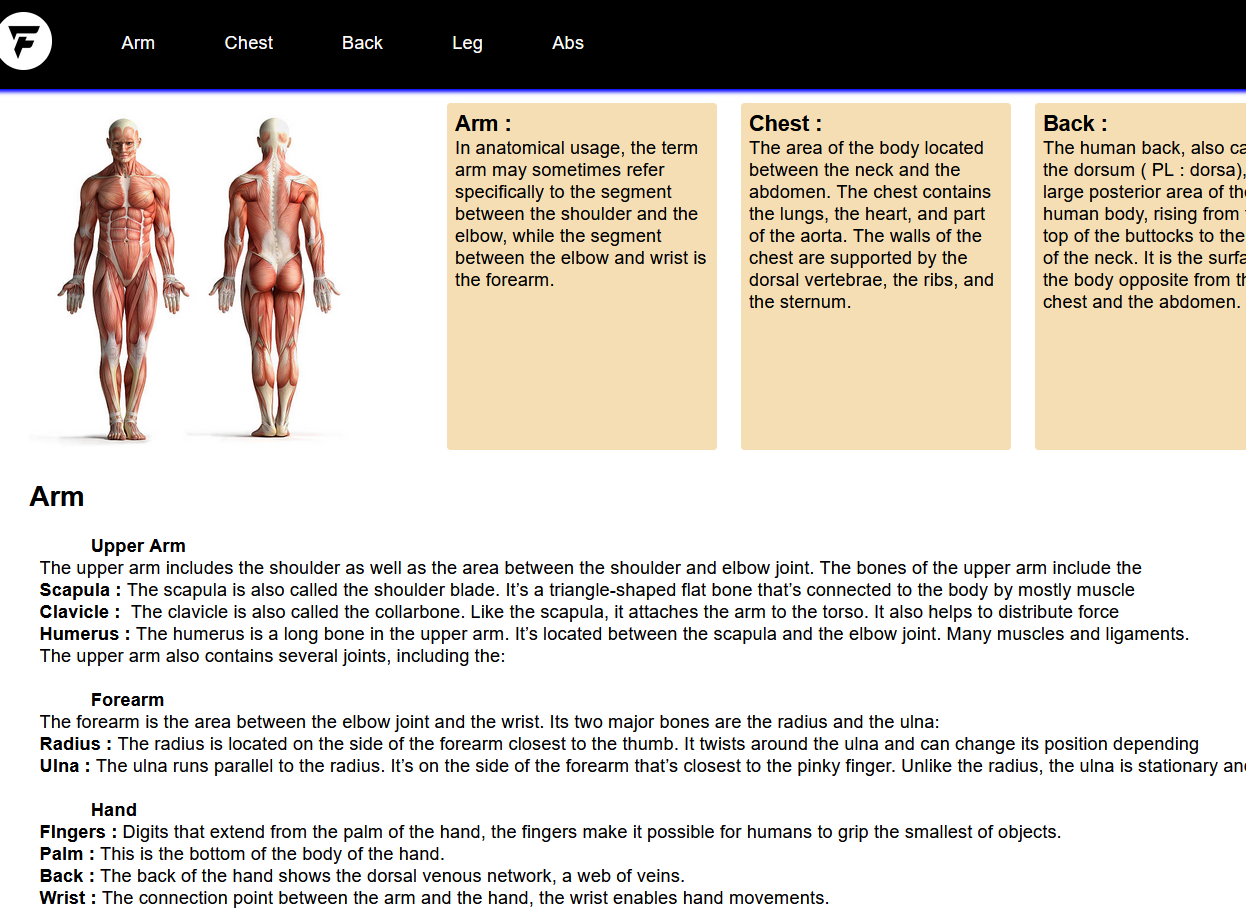 Arm Chest Back Leg Abs
Arm :
In anatomical usage, the term
arm may sometimes refer
specifically to the segment
between the shoulder and the
elbow, while the segment
between the elbow and wrist is
the forearm.
Chest :
The area of the body located
between the neck and the
abdomen. The chest contains
the lungs, the heart, and part
of the aorta. The walls of the
chest are supported by the
dorsal vertebrae, the ribs, and
the sternum.
Back :
The human back, also
the dorsum ( PL : dorsa),
large posterior area of
human body, rising from
top of the buttocks to the
of the neck. It is the
the body opposite from
chest and the abdomen.
Arm
Upper Arm
The upper arm includes the shoulder as well as the area between the shoulder and elbow joint. The bones of the upper arm include the
Scapula : The scapula is also called the shoulder blade. It’s a triangle-shaped flat bone that’s connected to the body by mostly muscle
Clavicle : The clavicle is also called the collarbone. Like the scapula, it attaches the arm to the torso. It also helps to distribute force
Humerus : The humerus is a long bone in the upper arm. It’s located between the scapula and the elbow joint. Many muscles and ligaments.
The upper arm also contains several joints, including the:
Forearm
The forearm is the area between the elbow joint and the wrist. Its two major bones are the radius and the ulna:
Radius : The radius is located on the side of the forearm closest to the thumb. It twists around the ulna and can change its position depending
Ulna : The ulna runs parallel to the radius. It’s on the side of the forearm that’s closest to the pinky finger. Unlike the radius, the ulna is stationary
Hand
FIngers : Digits that extend from the palm of the hand, the fingers make it possible for humans to grip the smallest of objects.
Palm : This is the bottom of the body of the hand.
Back : The back of the hand shows the dorsal venous network, a web of veins.
Wrist : The connection point between the arm and the hand, the wrist enables hand movements.